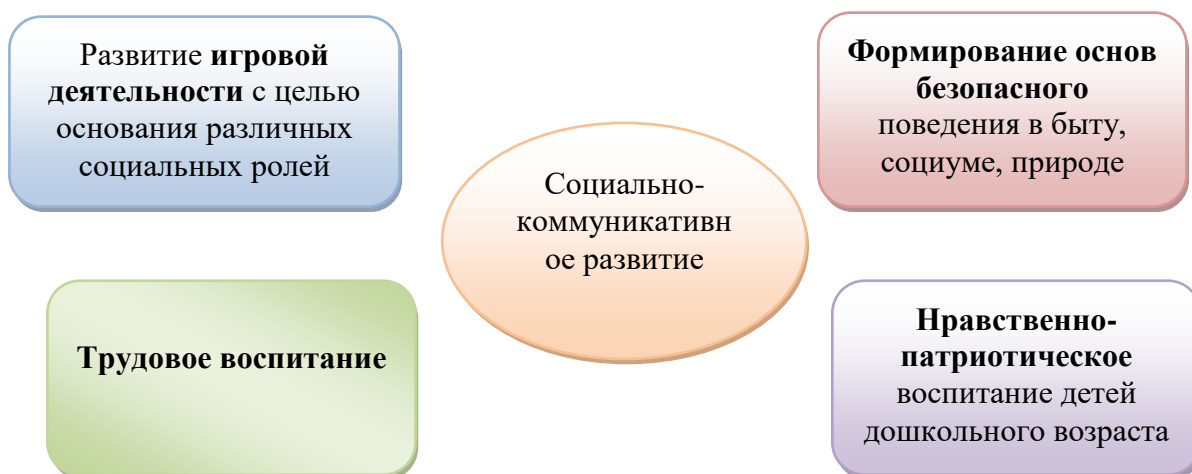 Развитие игровой
деятельности с целью
основания различных
социальных ролей
Формирование основ
безопасного
поведения в быту,
социуме, природе
Социально-
коммуникативн
ое развитие
Трудовое воспитание
Нравственно-
патриотическое
воспитание детей
дошкольного возраста